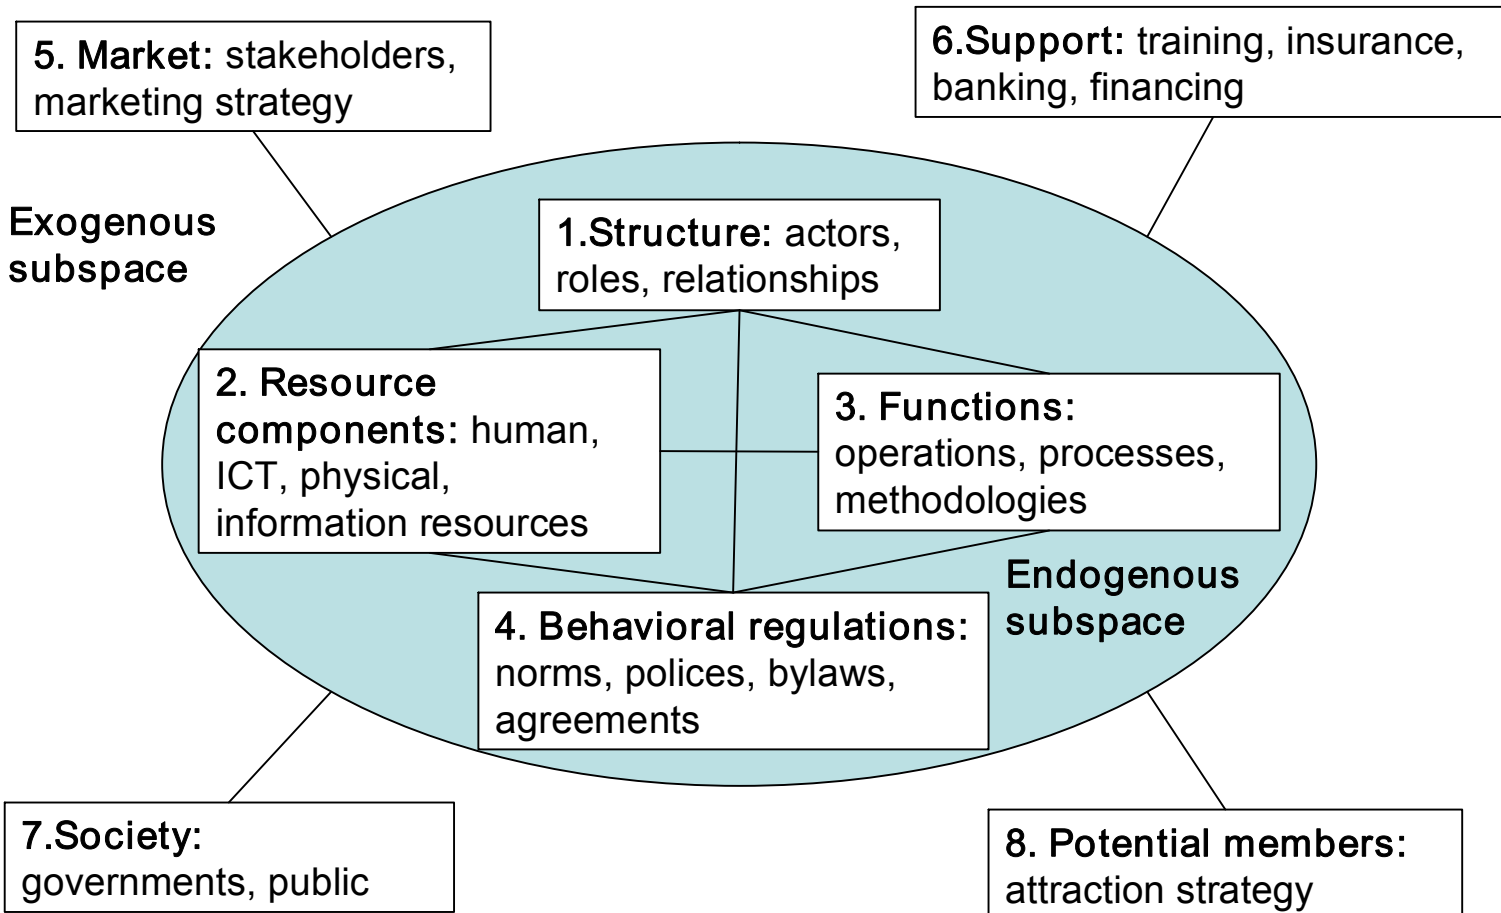 5. Market: stakeholders,
marketing strategy
6.Support: training, insurance,
banking, financing
Exogenous
subspace
1.Structure: actors,
roles, relationships
2. Resource
components: human,
ICT, physical,
information resources
3. Functions:
operations, processes,
methodologies
Endogenous
subspace
4. Behavioral regulations:
norms, polices, bylaws,
agreements
7.Society:
governments, public
8. Potential members:
attraction strategy